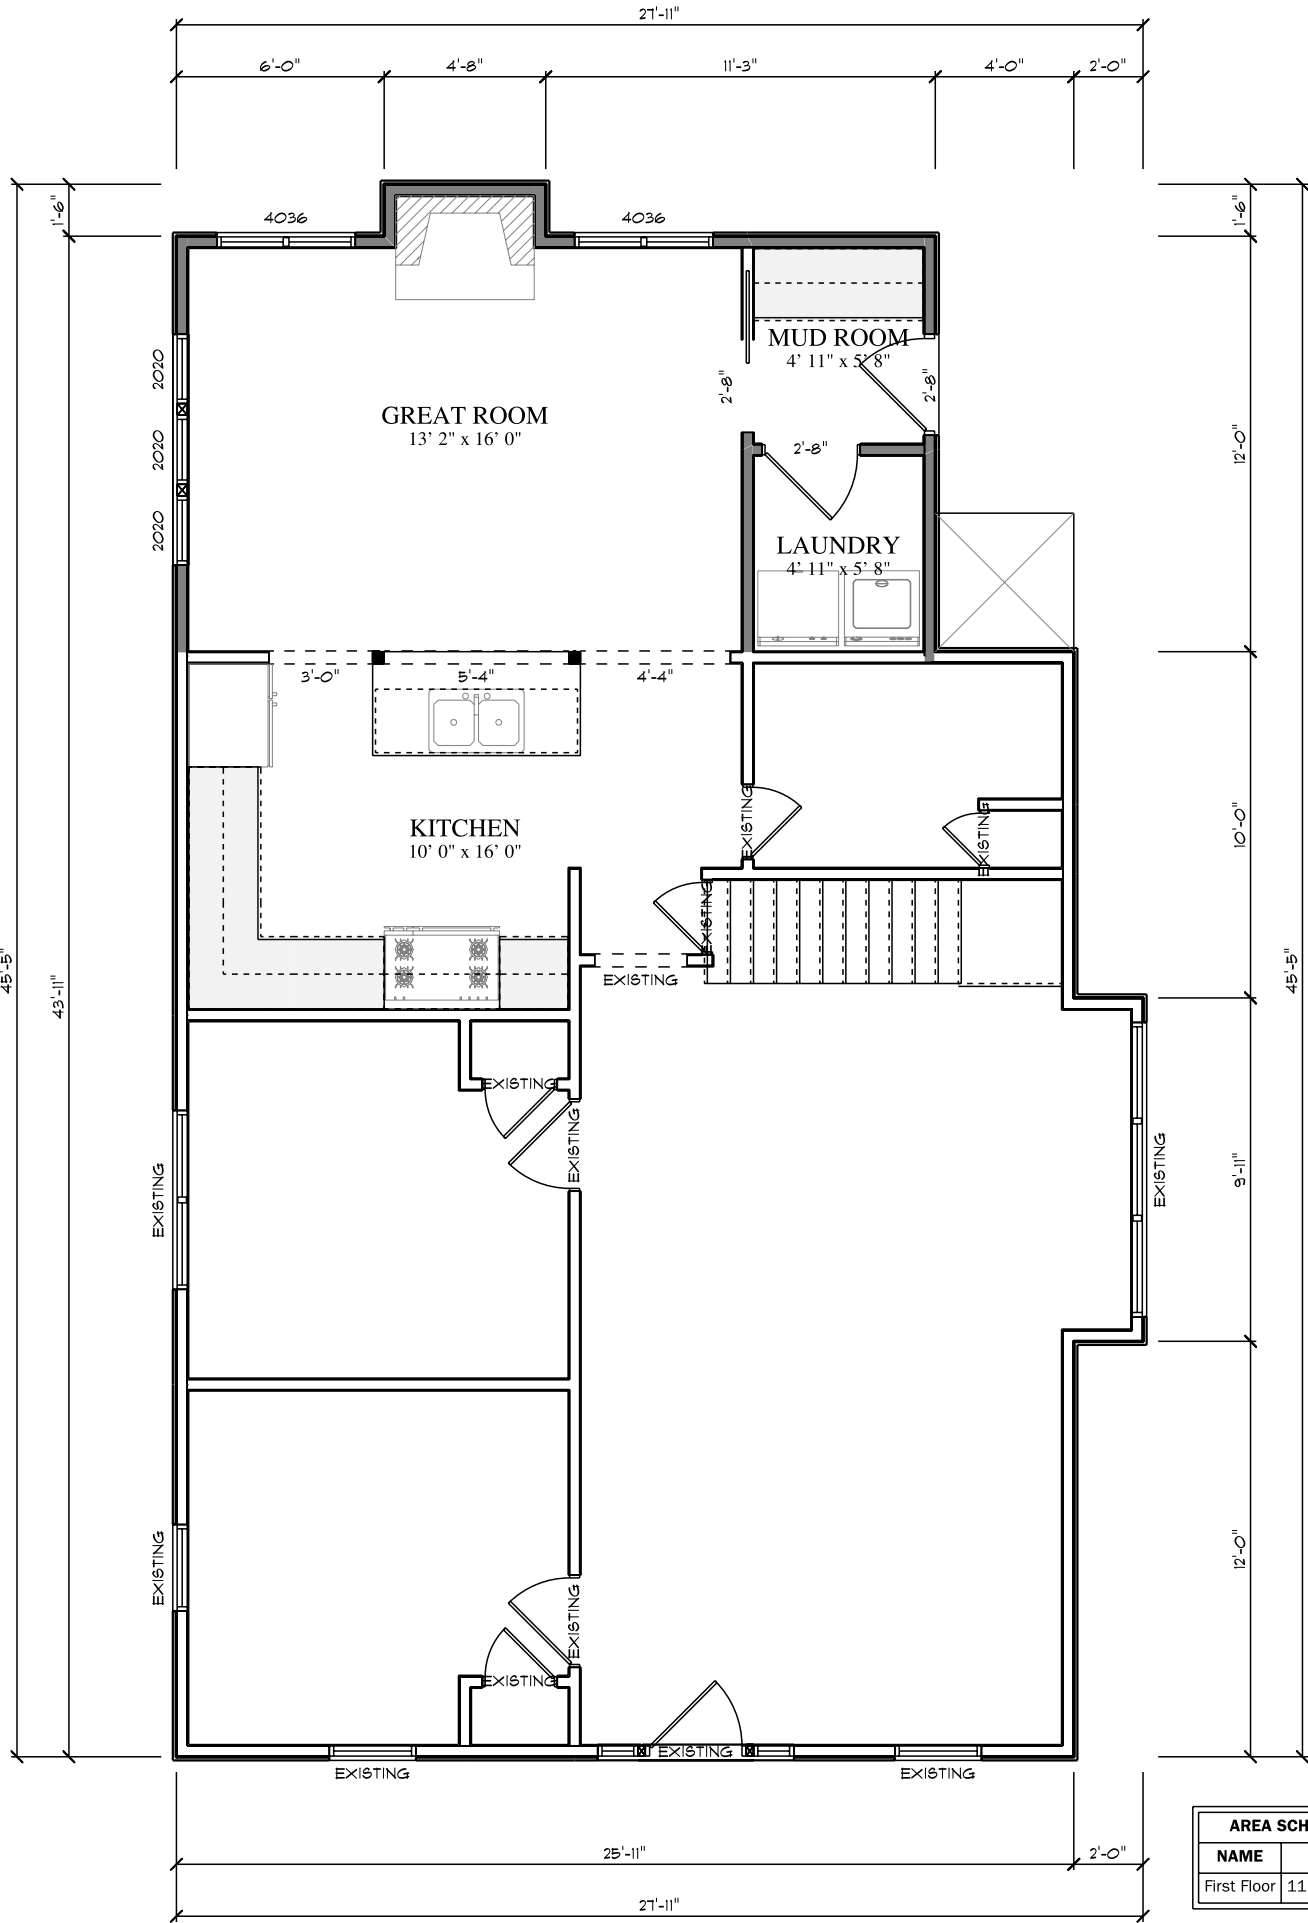 27'-11"
6'-0" 4'-8" 11'-3" 4'-0" 2'-0"
1'-6" 1'-6"
4036 4036
MUD ROOM
4' 11" x 5' 8"
2020
2'-8" 2'-8"
GREAT ROOM
13' 2" x 16' 0"
2020
2'-8"
12'-0"
2020
LAUNDRY
4' 11" x 5' 8"
3'-0" 5'-4" 4'-4"
KITCHEN
10' 0" x 16' 0"
EXISTING
EXISTING
10'-0"
EXISTING
EXISTING
45'-5"
43'-11"
45'-5"
EXISTING
EXISTING
EXISTING
EXISTING
9'-11"
EXISTING
EXISTING
12'-0"
EXISTING
EXISTING
EXISTING
EXISTING EXISTING
25'-11" 2'-0"
27'-11"
AREA SCH
NAME
First Floor 11